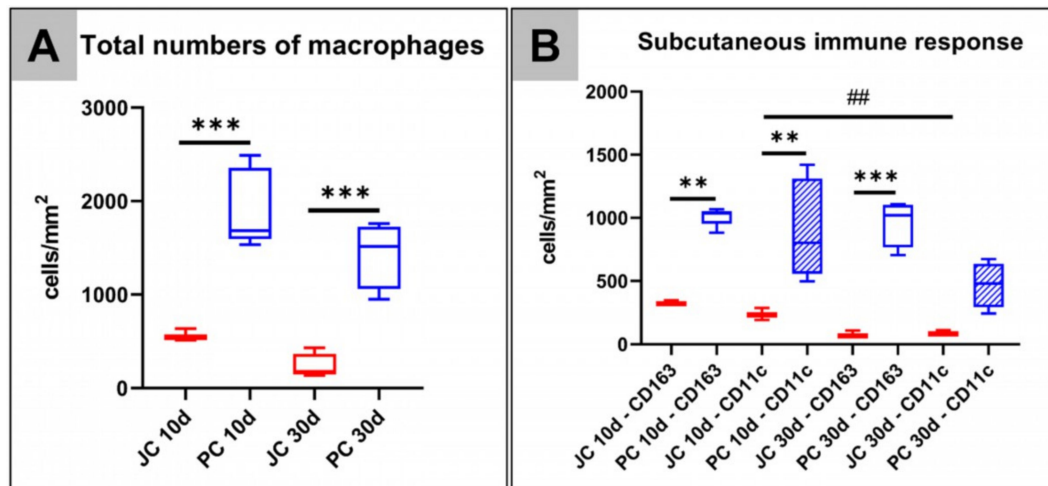 A
Total numbers of macrophages
3000
2000
1000
0
cells/mm²
***
***
JC 10d
PC 10d
JC 30d
PC 30d
B
Subcutaneous immune response
2000
1500
1000
500
0
cells/mm²
##
**
**
***
JC 10d - CD163
PC 10d - CD163
JC 10d - CD11c
PC 10d - CD11c
JC 30d - CD163
PC 30d - CD163
JC 30d - CD11c
PC 30d - CD11c